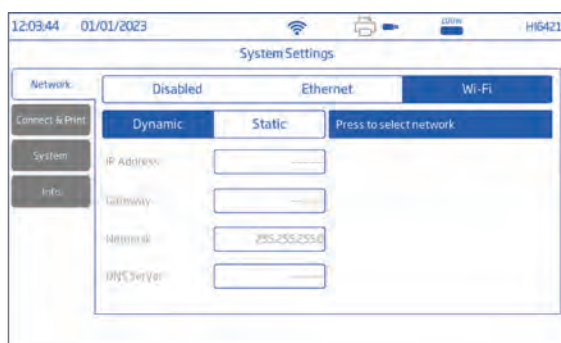 12:03:44 01/01/2023 100% HI6421
System Settings
Network Disabled Ethernet Wi-Fi
Connect & Print Dynamic Static Press to select network
System IP Address
Info Gateway
Netmask 255.255.255.0
DNS Server